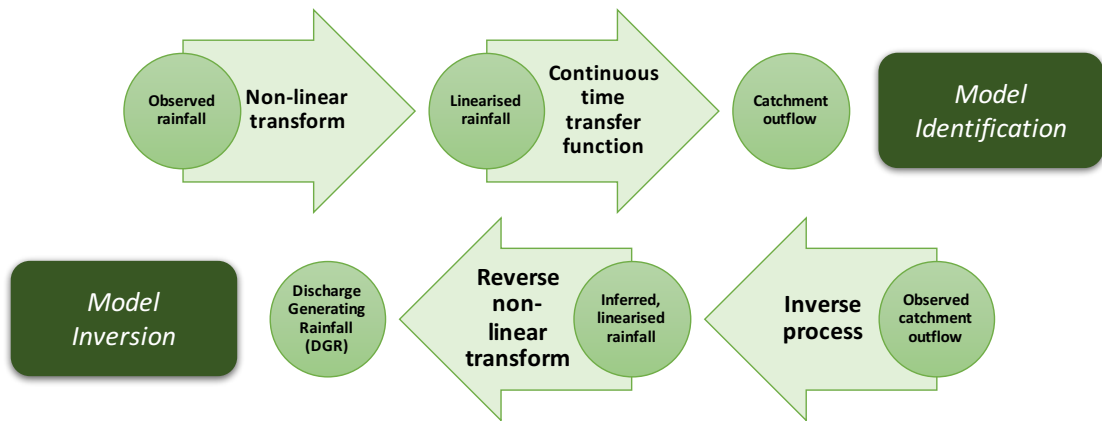 Observed
rainfall
Non-linear
transform
Linearised
rainfall
Continuous
time
transfer
function
Catchment
outflow
Model
Identification
Model
Inversion
Discharge
Generating
Rainfall
(DGR)
Reverse
non-
linear
transform
Inferred,
linearised
rainfall
Inverse
process
Observed
catchment
outflow